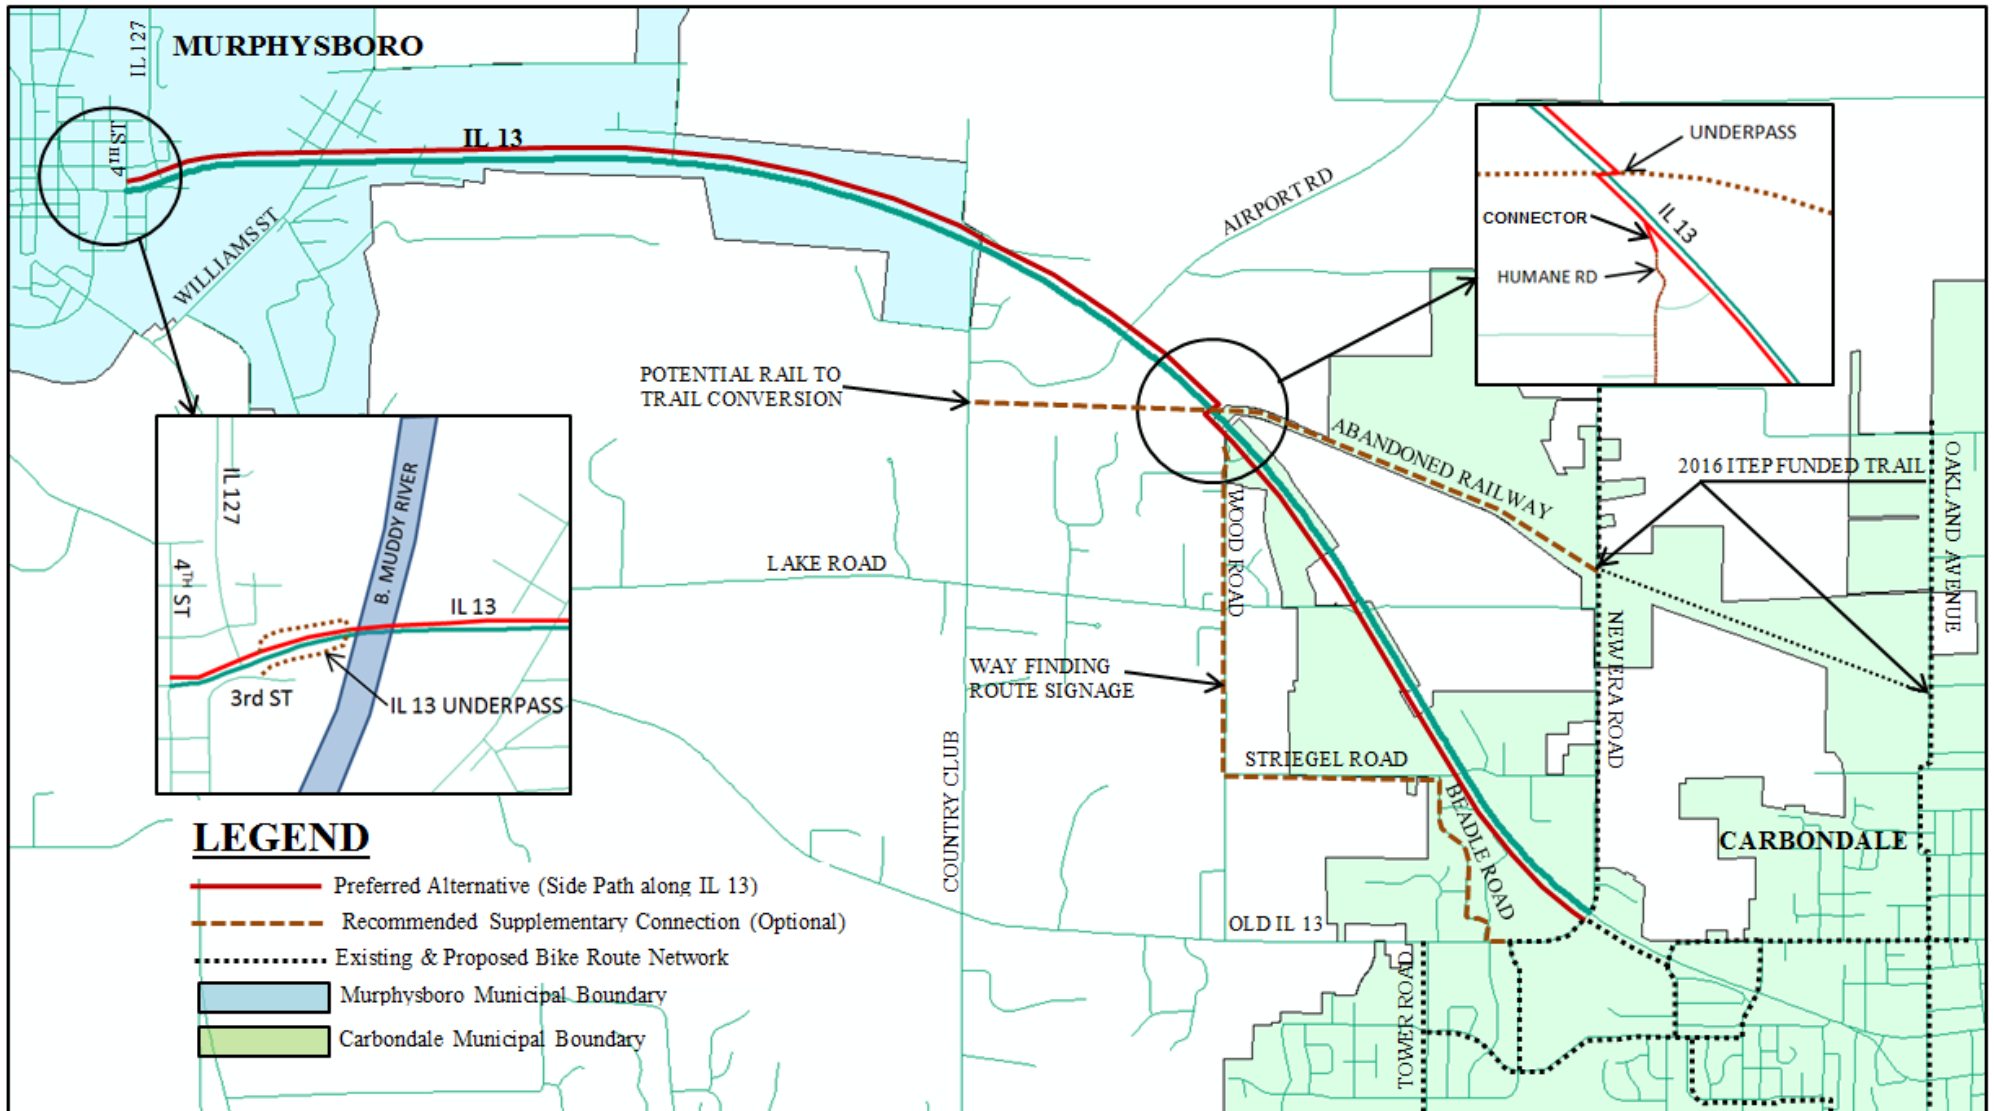 MURPHYSBORO
IL 127
4TH ST
IL 13
WILLIAMS ST
AIRPORT RD
UNDERPASS
CONNECTOR
IL 13
HUMANE RD
POTENTIAL RAIL TO
TRAIL CONVERSION
ABANDONED RAILWAY
2016 ITEP FUNDED TRAIL
OAKLAND AVENUE
IL 127
B. MUDDY RIVER
4TH ST
IL 13
3rd ST
IL 13 UNDERPASS
LAKE ROAD
WOOD ROAD
NEW ERA ROAD
WAY FINDING
ROUTE SIGNAGE
COUNTRY CLUB
STRIEGEL ROAD
BEADLE ROAD
CARBONDALE
OLD IL 13
TOWER ROAD
LEGEND
Preferred Alternative (Side Path along IL 13)
Recommended Supplementary Connection (Optional)
Existing & Proposed Bike Route Network
Murphysboro Municipal Boundary
Carbondale Municipal Boundary